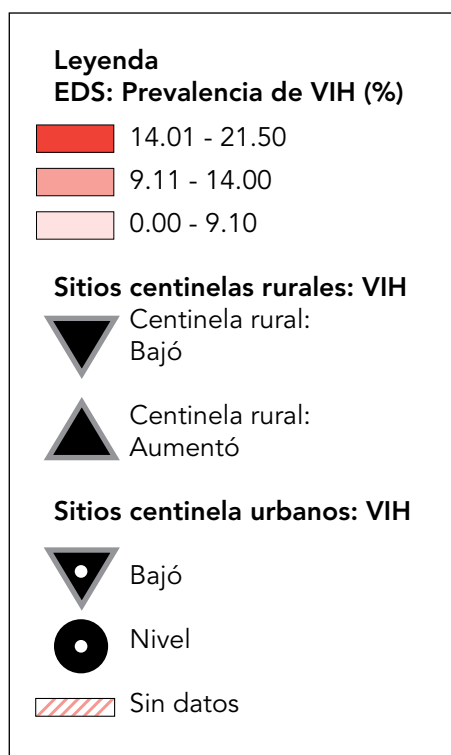 Leyenda
EDS: Prevalencia de VIH (%)
14.01 - 21.50
9.11 - 14.00
0.00 - 9.10
Sitios centinelas rurales: VIH
Centinela rural:
Bajó
Centinela rural:
Aumentó
Sitios centinela urbanos: VIH
Bajó
Nivel
Sin datos